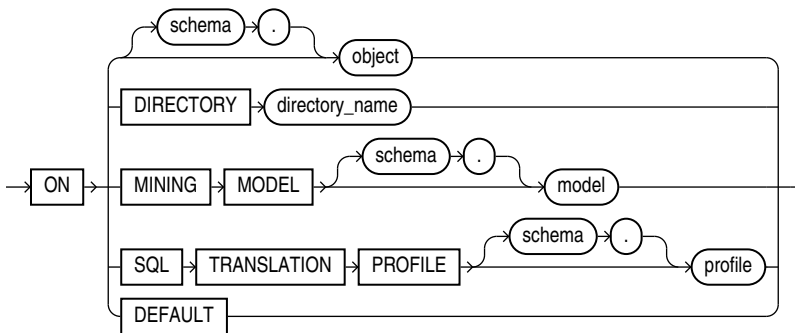 schema .
object
DIRECTORY directory_name
schema .
ON MINING MODEL model
schema .
SQL TRANSLATION PROFILE profile
DEFAULT